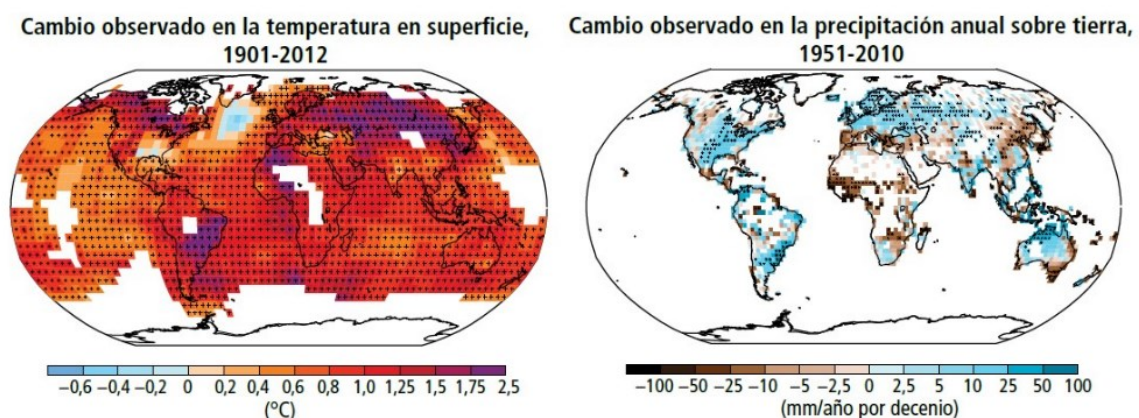 Cambio observado en la temperatura en superficie,
1901-2012
−0,6 −0,4 −0,2 0 0,2 0,4 0,6 0,8 1,0 1,25 1,5 1,75 2,5
(ºC)
Cambio observado en la precipitación anual sobre tierra,
1951-2010
−100 −50 −25 −10 −5 −2,5 0 2,5 5 10 25 50 100
(mm/año por decenio)